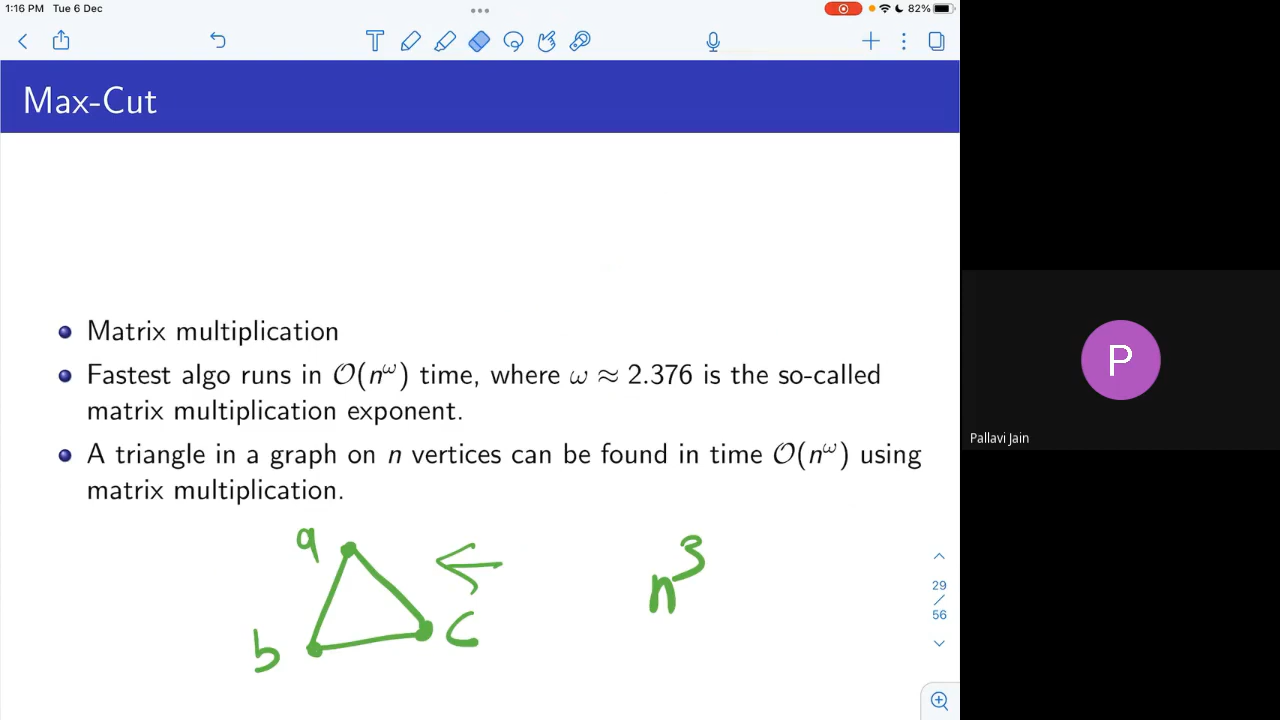 1:16 PM Tue 6 Dec
82%
Max-Cut
Matrix multiplication
Fastest algo runs in 𝒪(n^ω) time, where ω ≈ 2.376 is the so-called
matrix multiplication exponent.
A triangle in a graph on n vertices can be found in time 𝒪(n^ω) using
matrix multiplication.
a
b
c
n^3
29
/
56
P
Pallavi Jain